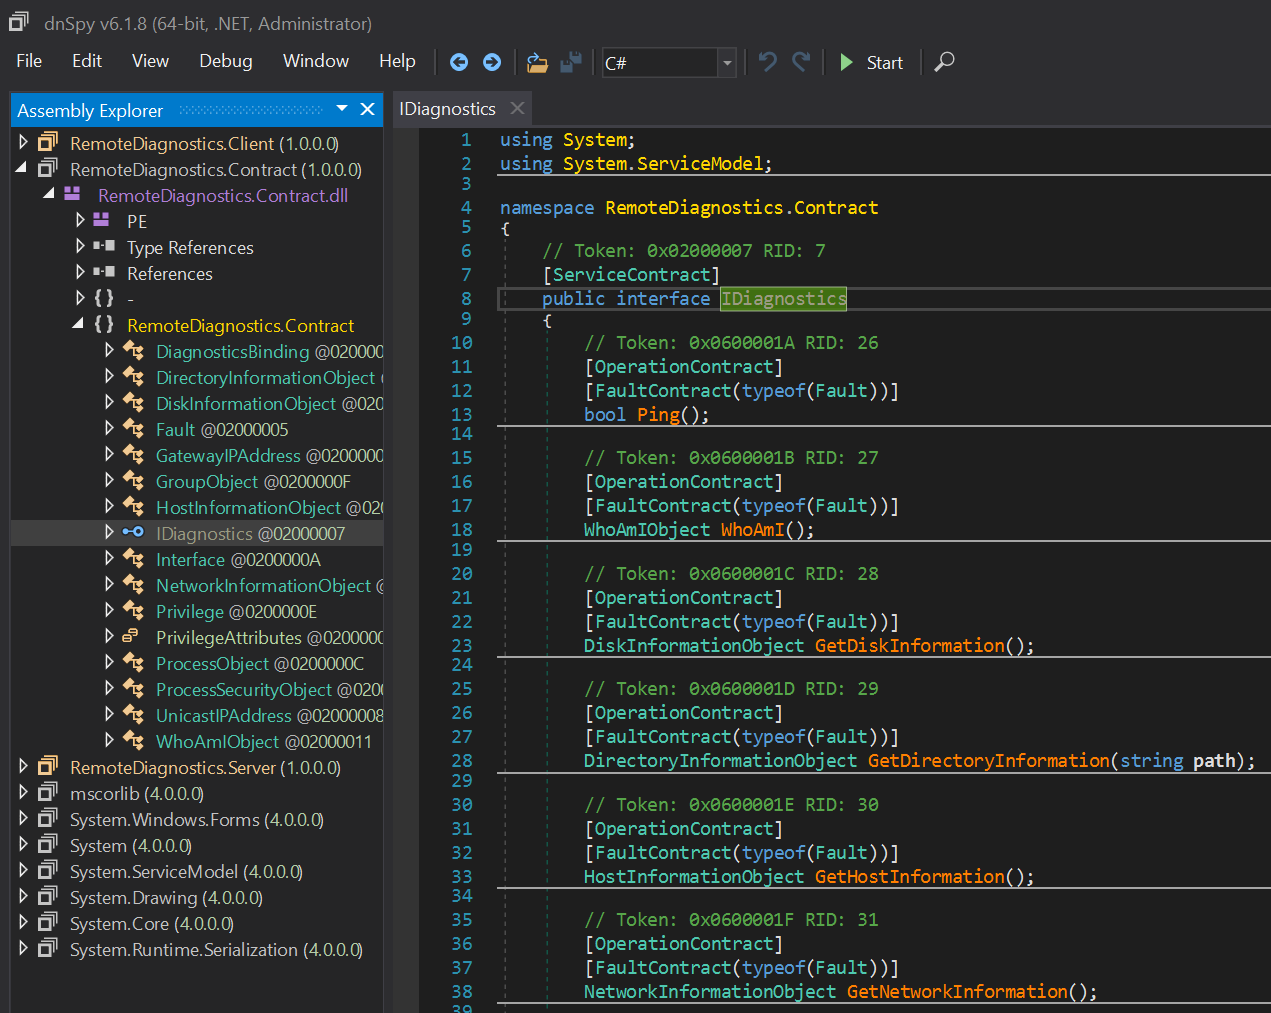 dnSpy v6.1.8 (64-bit, .NET, Administrator)
File Edit View Debug Window Help C# Start
Assembly Explorer
RemoteDiagnostics.Client (1.0.0.0)
RemoteDiagnostics.Contract (1.0.0.0)
RemoteDiagnostics.Contract.dll
PE
Type References
References
{ } -
{ } RemoteDiagnostics.Contract
DiagnosticsBinding @020000
DirectoryInformationObject
DiskInformationObject @020
Fault @02000005
GatewayIPAddress @0200000
GroupObject @0200000F
HostInformationObject @020
IDiagnostics @02000007
Interface @0200000A
NetworkInformationObject @
Privilege @0200000E
PrivilegeAttributes @0200000
ProcessObject @0200000C
ProcessSecurityObject @020
UnicastIPAddress @02000008
WhoAmIObject @02000011
RemoteDiagnostics.Server (1.0.0.0)
mscorlib (4.0.0.0)
System.Windows.Forms (4.0.0.0)
System (4.0.0.0)
System.ServiceModel (4.0.0.0)
System.Drawing (4.0.0.0)
System.Core (4.0.0.0)
System.Runtime.Serialization (4.0.0.0)
IDiagnostics
1 using System;
2 using System.ServiceModel;
3
4 namespace RemoteDiagnostics.Contract
5 {
6 // Token: 0x02000007 RID: 7
7 [ServiceContract]
8 public interface IDiagnostics
9 {
10 // Token: 0x0600001A RID: 26
11 [OperationContract]
12 [FaultContract(typeof(Fault))]
13 bool Ping();
14
15 // Token: 0x0600001B RID: 27
16 [OperationContract]
17 [FaultContract(typeof(Fault))]
18 WhoAmIObject WhoAmI();
19
20 // Token: 0x0600001C RID: 28
21 [OperationContract]
22 [FaultContract(typeof(Fault))]
23 DiskInformationObject GetDiskInformation();
24
25 // Token: 0x0600001D RID: 29
26 [OperationContract]
27 [FaultContract(typeof(Fault))]
28 DirectoryInformationObject GetDirectoryInformation(string path);
29
30 // Token: 0x0600001E RID: 30
31 [OperationContract]
32 [FaultContract(typeof(Fault))]
33 HostInformationObject GetHostInformation();
34
35 // Token: 0x0600001F RID: 31
36 [OperationContract]
37 [FaultContract(typeof(Fault))]
38 NetworkInformationObject GetNetworkInformation();
39